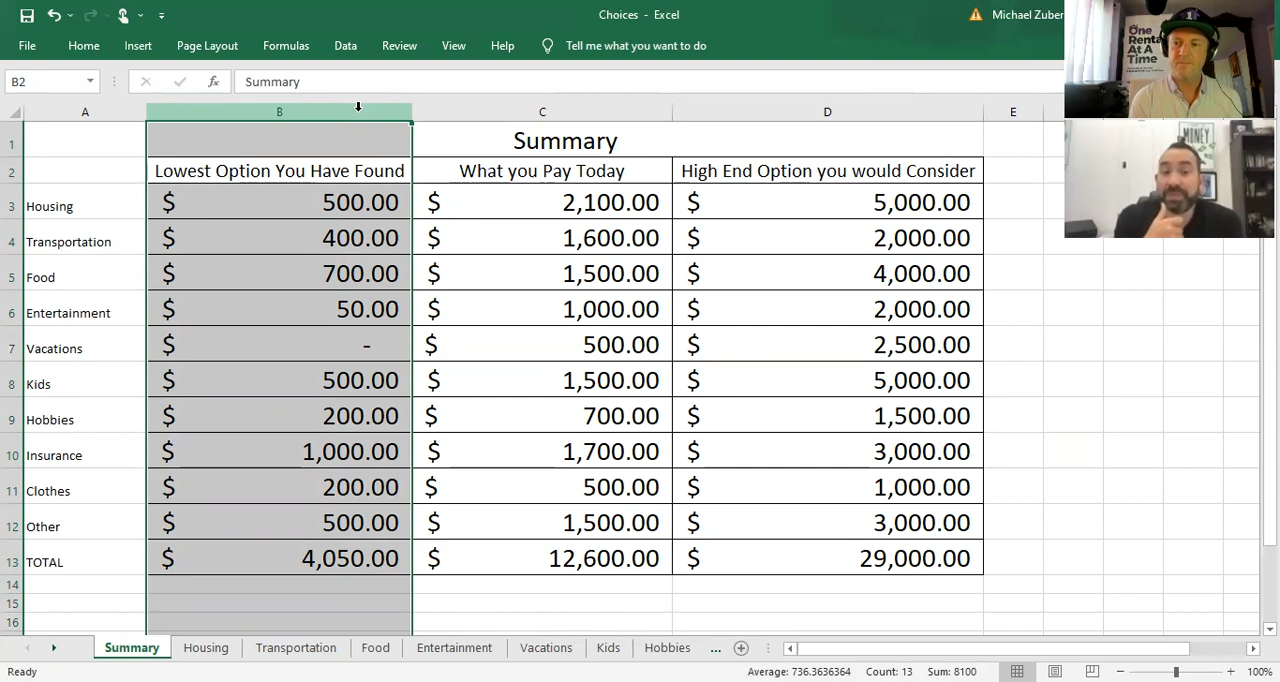 Choices - Excel
Michael Zuber
File Home Insert Page Layout Formulas Data Review View Help Tell me what you want to do
B2 fx Summary
A B C D E
1 Summary
2 Lowest Option You Have Found What you Pay Today High End Option you would Consider
3 Housing $ 500.00 $ 2,100.00 $ 5,000.00
4 Transportation $ 400.00 $ 1,600.00 $ 2,000.00
5 Food $ 700.00 $ 1,500.00 $ 4,000.00
6 Entertainment $ 50.00 $ 1,000.00 $ 2,000.00
7 Vacations $ - $ 500.00 $ 2,500.00
8 Kids $ 500.00 $ 1,500.00 $ 5,000.00
9 Hobbies $ 200.00 $ 700.00 $ 1,500.00
10 Insurance $ 1,000.00 $ 1,700.00 $ 3,000.00
11 Clothes $ 200.00 $ 500.00 $ 1,000.00
12 Other $ 500.00 $ 1,500.00 $ 3,000.00
13 TOTAL $ 4,050.00 $ 12,600.00 $ 29,000.00
14
15
16
Summary Housing Transportation Food Entertainment Vacations Kids Hobbies ...
Ready Average: 736.3636364 Count: 13 Sum: 8100 100%
One
Rental
At A
Time
MONEY